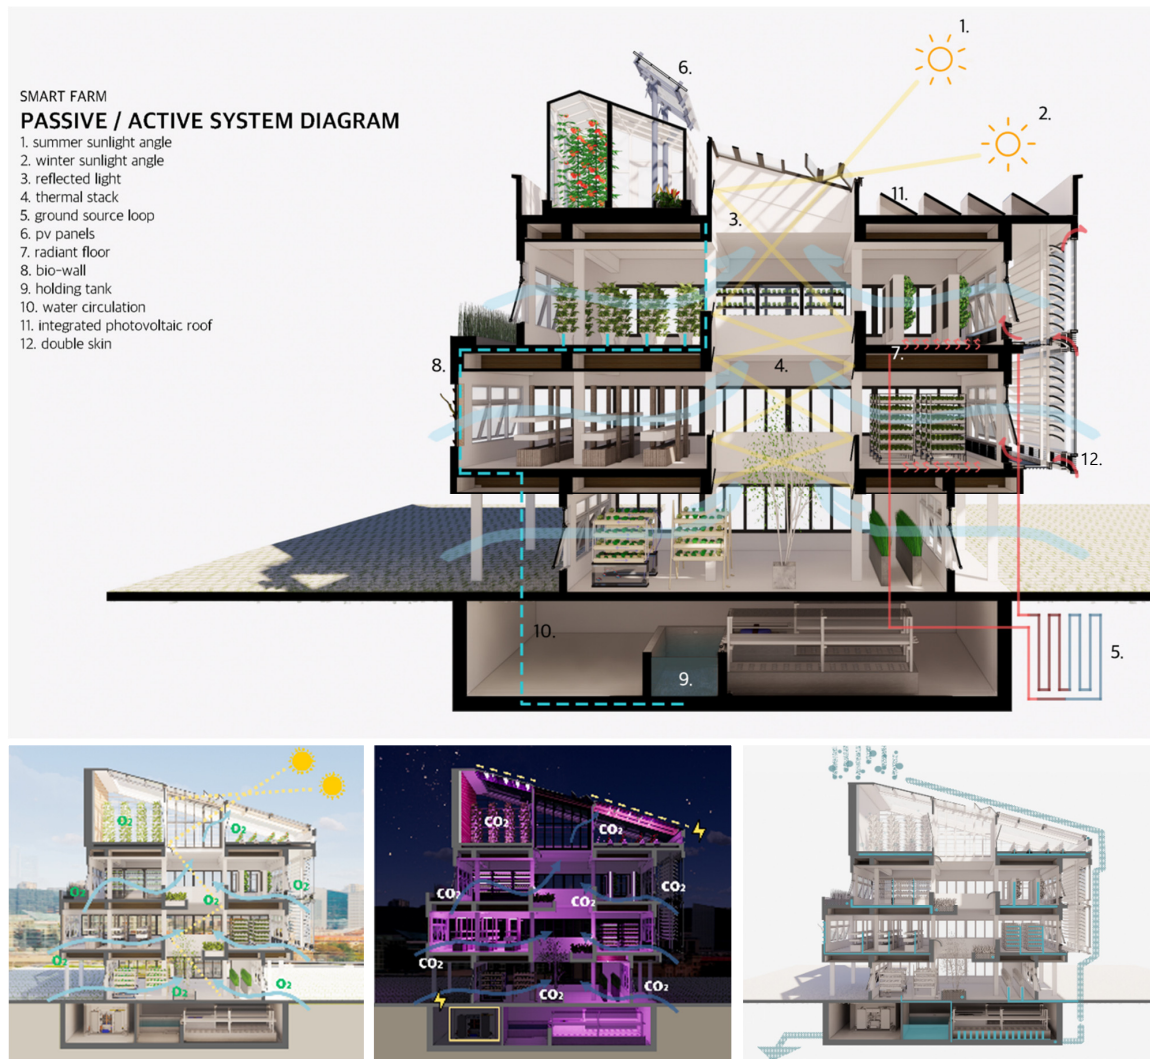 SMART FARM
PASSIVE / ACTIVE SYSTEM DIAGRAM
1. summer sunlight angle
2. winter sunlight angle
3. reflected light
4. thermal stack
5. ground source loop
6. pv panels
7. radiant floor
8. bio-wall
9. holding tank
10. water circulation
11. integrated photovoltaic roof
12. double skin
1.
6.
2.
11.
3.
7.
8.
4.
12.
10.
5.
9.
O₂
O₂
O₂
O₂
O₂
O₂
O₂
O₂
CO₂
CO₂
CO₂
CO₂
CO₂
CO₂
CO₂
CO₂
CO₂